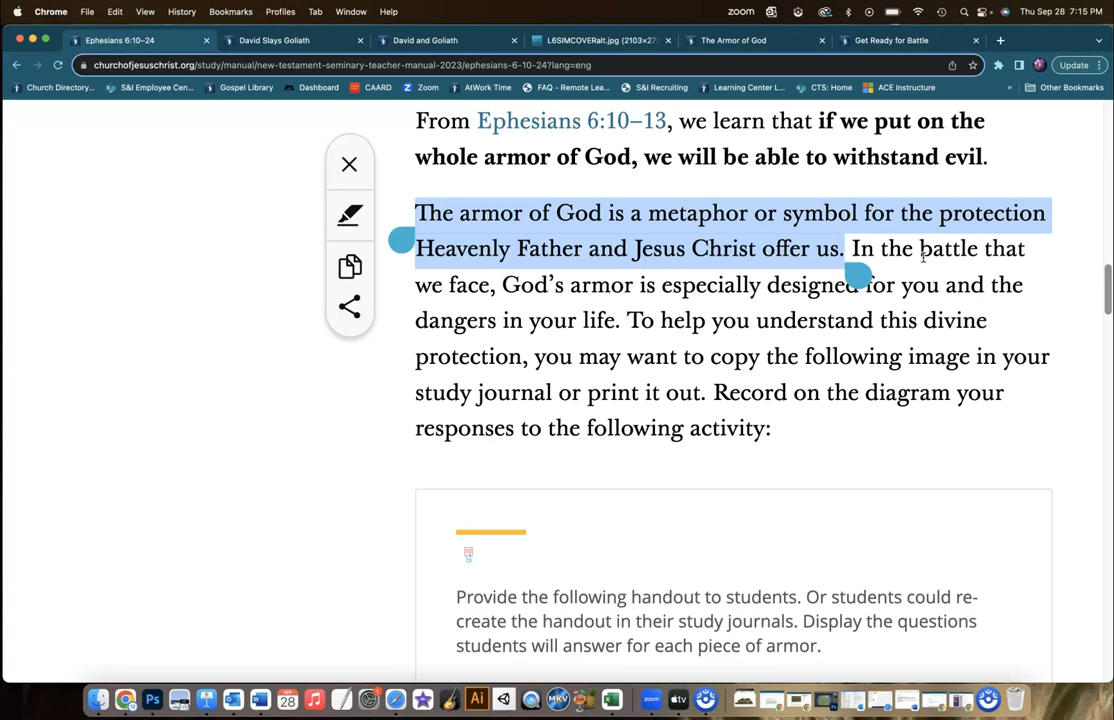 Chrome File Edit View History Bookmarks Profiles Tab Window Help zoom Thu Sep 28 7:15 PM
Ephesians 6:10–24 × David Slays Goliath × David and Goliath × L6SIMCOVERalt.jpg (2103×27 × The Armor of God × Get Ready for Battle × +
churchofjesuschrist.org/study/manual/new-testament-seminary-teacher-manual-2023/ephesians-6-10-24?lang=eng Update
Church Directory... S&I Employee Cen... Gospel Library Dashboard CAARD Zoom AtWork Time FAQ - Remote Lea... S&I Recruiting Learning Center L... CTS: Home ACE Structure » Other Bookmarks
From Ephesians 6:10–13, we learn that if we put on the
whole armor of God, we will be able to withstand evil.
The armor of God is a metaphor or symbol for the protection
Heavenly Father and Jesus Christ offer us. In the battle that
we face, God’s armor is especially designed for you and the
dangers in your life. To help you understand this divine
protection, you may want to copy the following image in your
study journal or print it out. Record on the diagram your
responses to the following activity:
Provide the following handout to students. Or students could re-
create the handout in their study journals. Display the questions
students will answer for each piece of armor.
Ps SEP 28 Ai MKV zoom tv